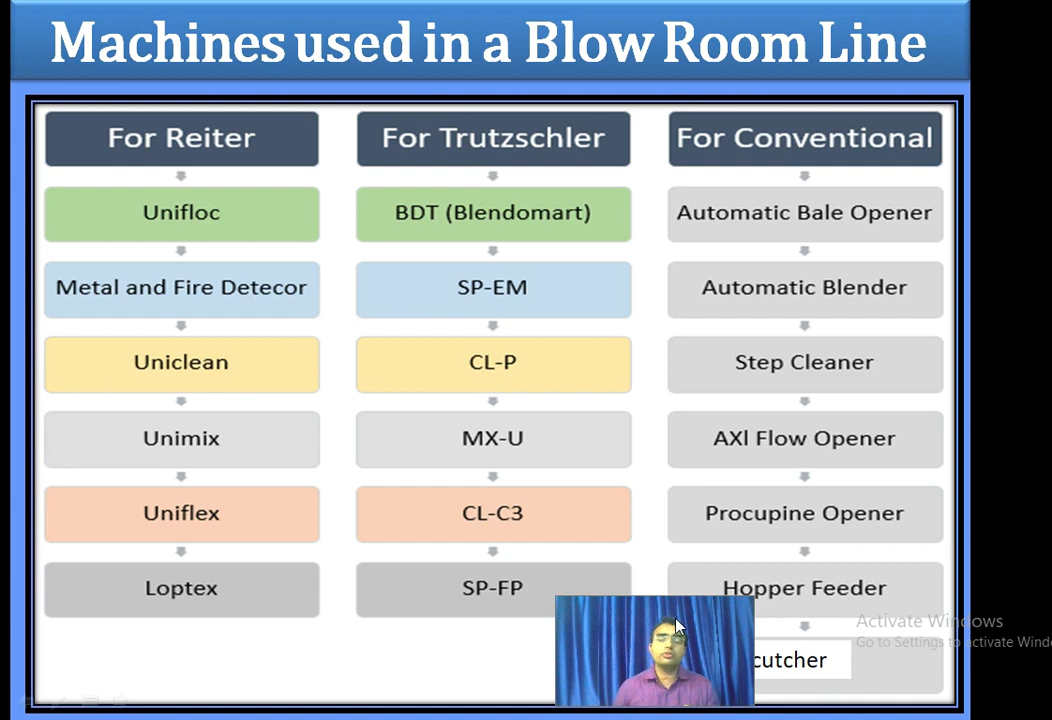 Machines used in a Blow Room Line
For Reiter
Unifloc
Metal and Fire Detecor
Uniclean
Unimix
Uniflex
Loptex
For Trutzschler
BDT (Blendomart)
SP-EM
CL-P
MX-U
CL-C3
SP-FP
For Conventional
Automatic Bale Opener
Automatic Blender
Step Cleaner
AXl Flow Opener
Procupine Opener
Hopper Feeder
cutcher
Activate Windows
Go to Settings to activate Windo